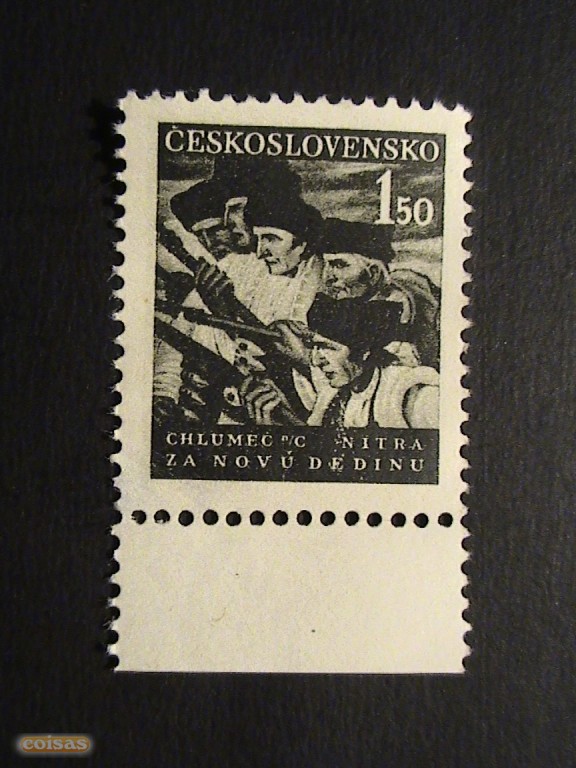 ČESKOSLOVENSKO
1.50
CHLUMEC n/C NITRA
ZA NOVÚ DEDINU
coisas